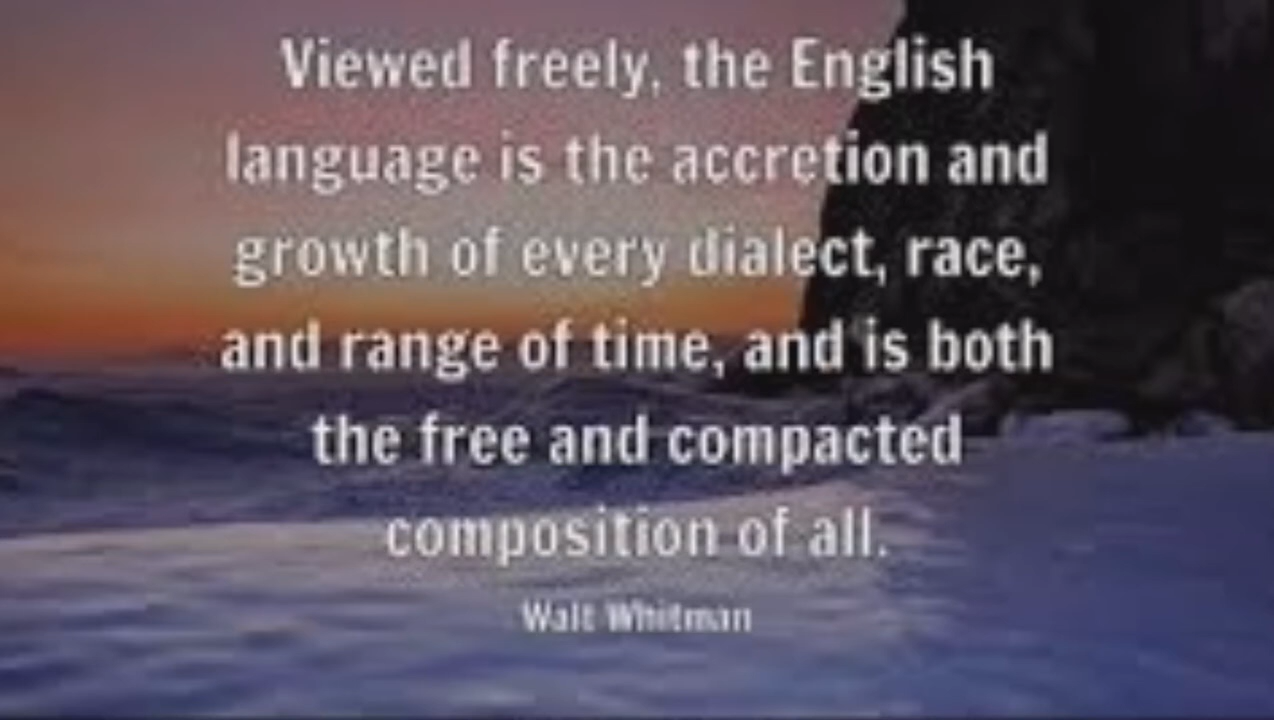 Viewed freely, the English
language is the accretion and
growth of every dialect, race,
and range of time, and is both
the free and compacted
composition of all.
Walt Whitman